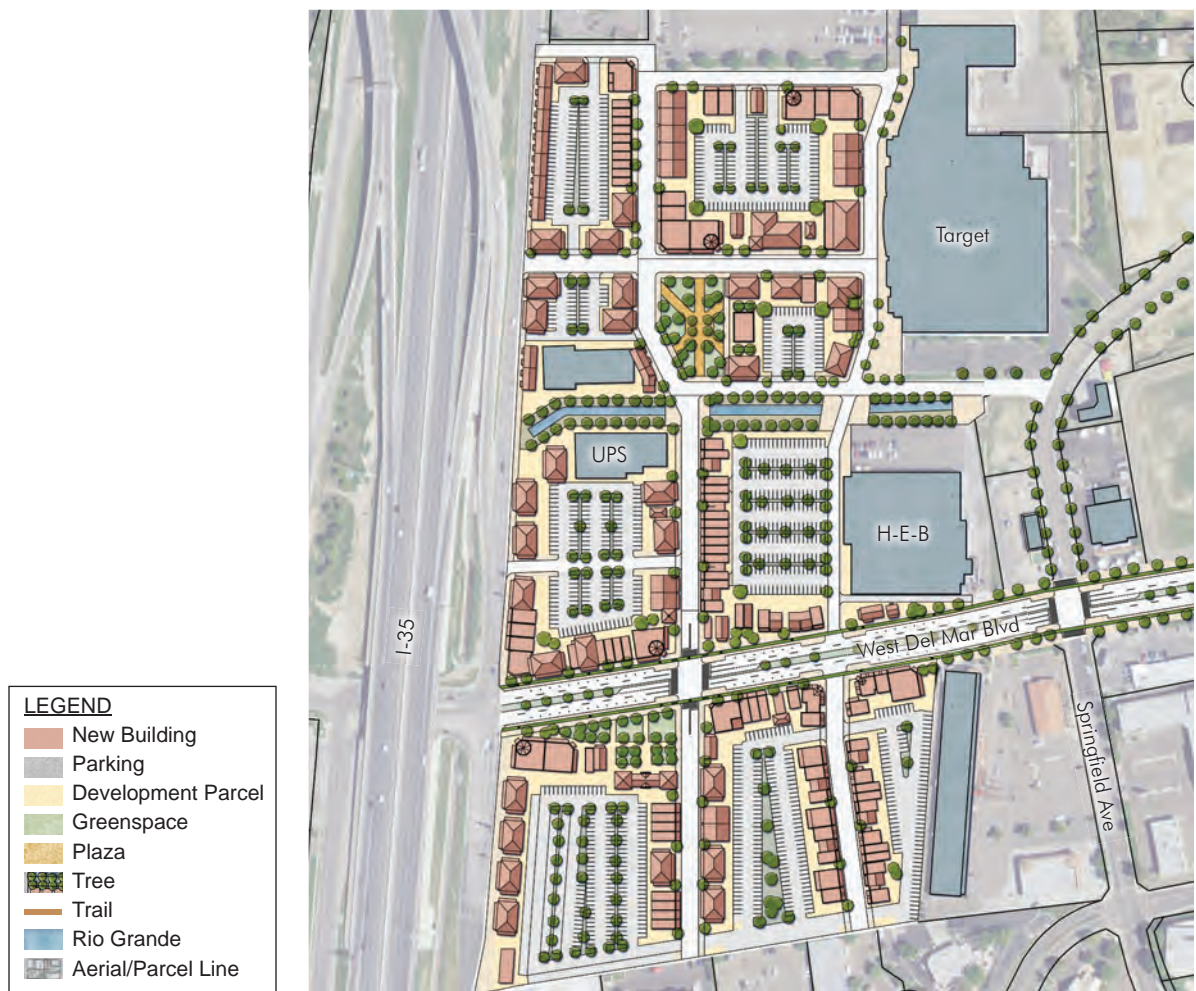 Target
UPS
H-E-B
I-35
West Del Mar Blvd
Springfield Ave
LEGEND
New Building
Parking
Development Parcel
Greenspace
Plaza
Tree
Trail
Rio Grande
Aerial/Parcel Line